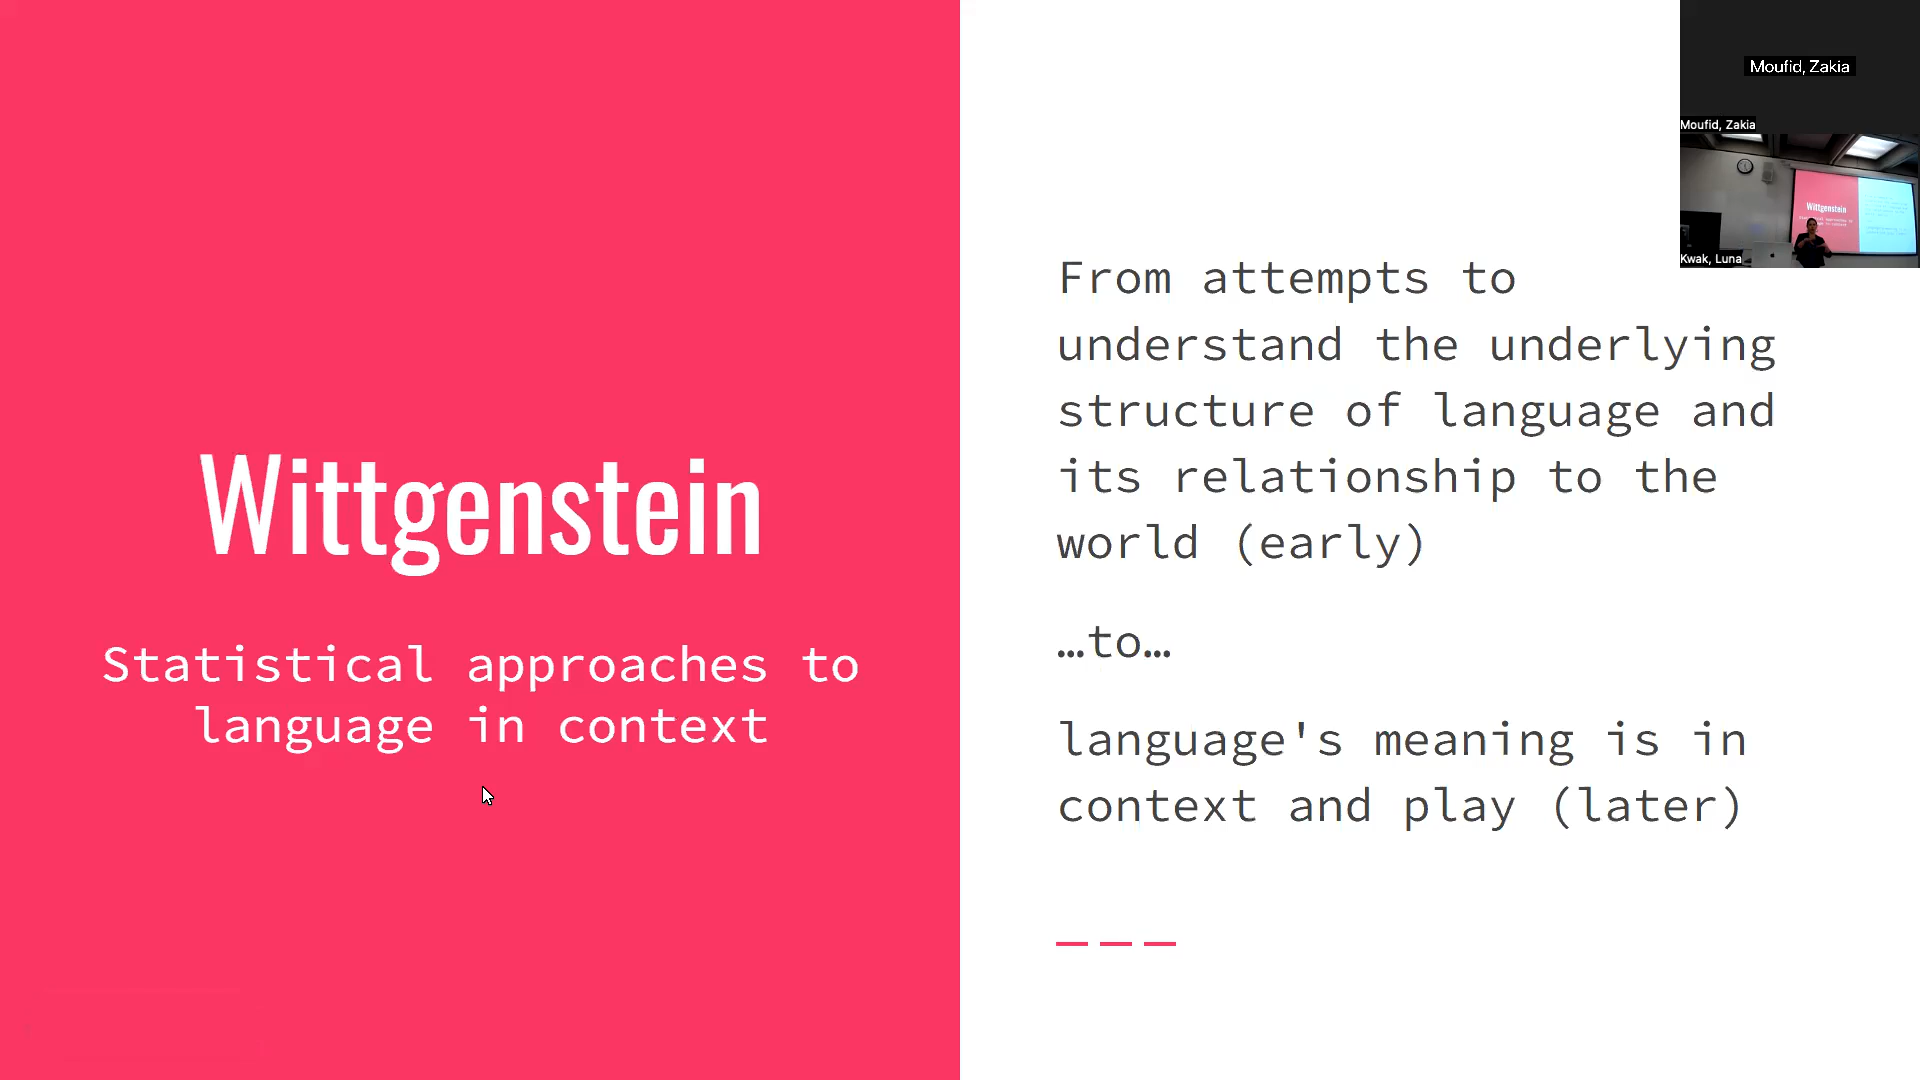 Wittgenstein
Statistical approaches to
language in context
From attempts to
understand the underlying
structure of language and
its relationship to the
world (early)
…to…
language's meaning is in
context and play (later)
Moufid, Zakia
Moufid, Zakia
Wittgenstein
Kwak, Luna